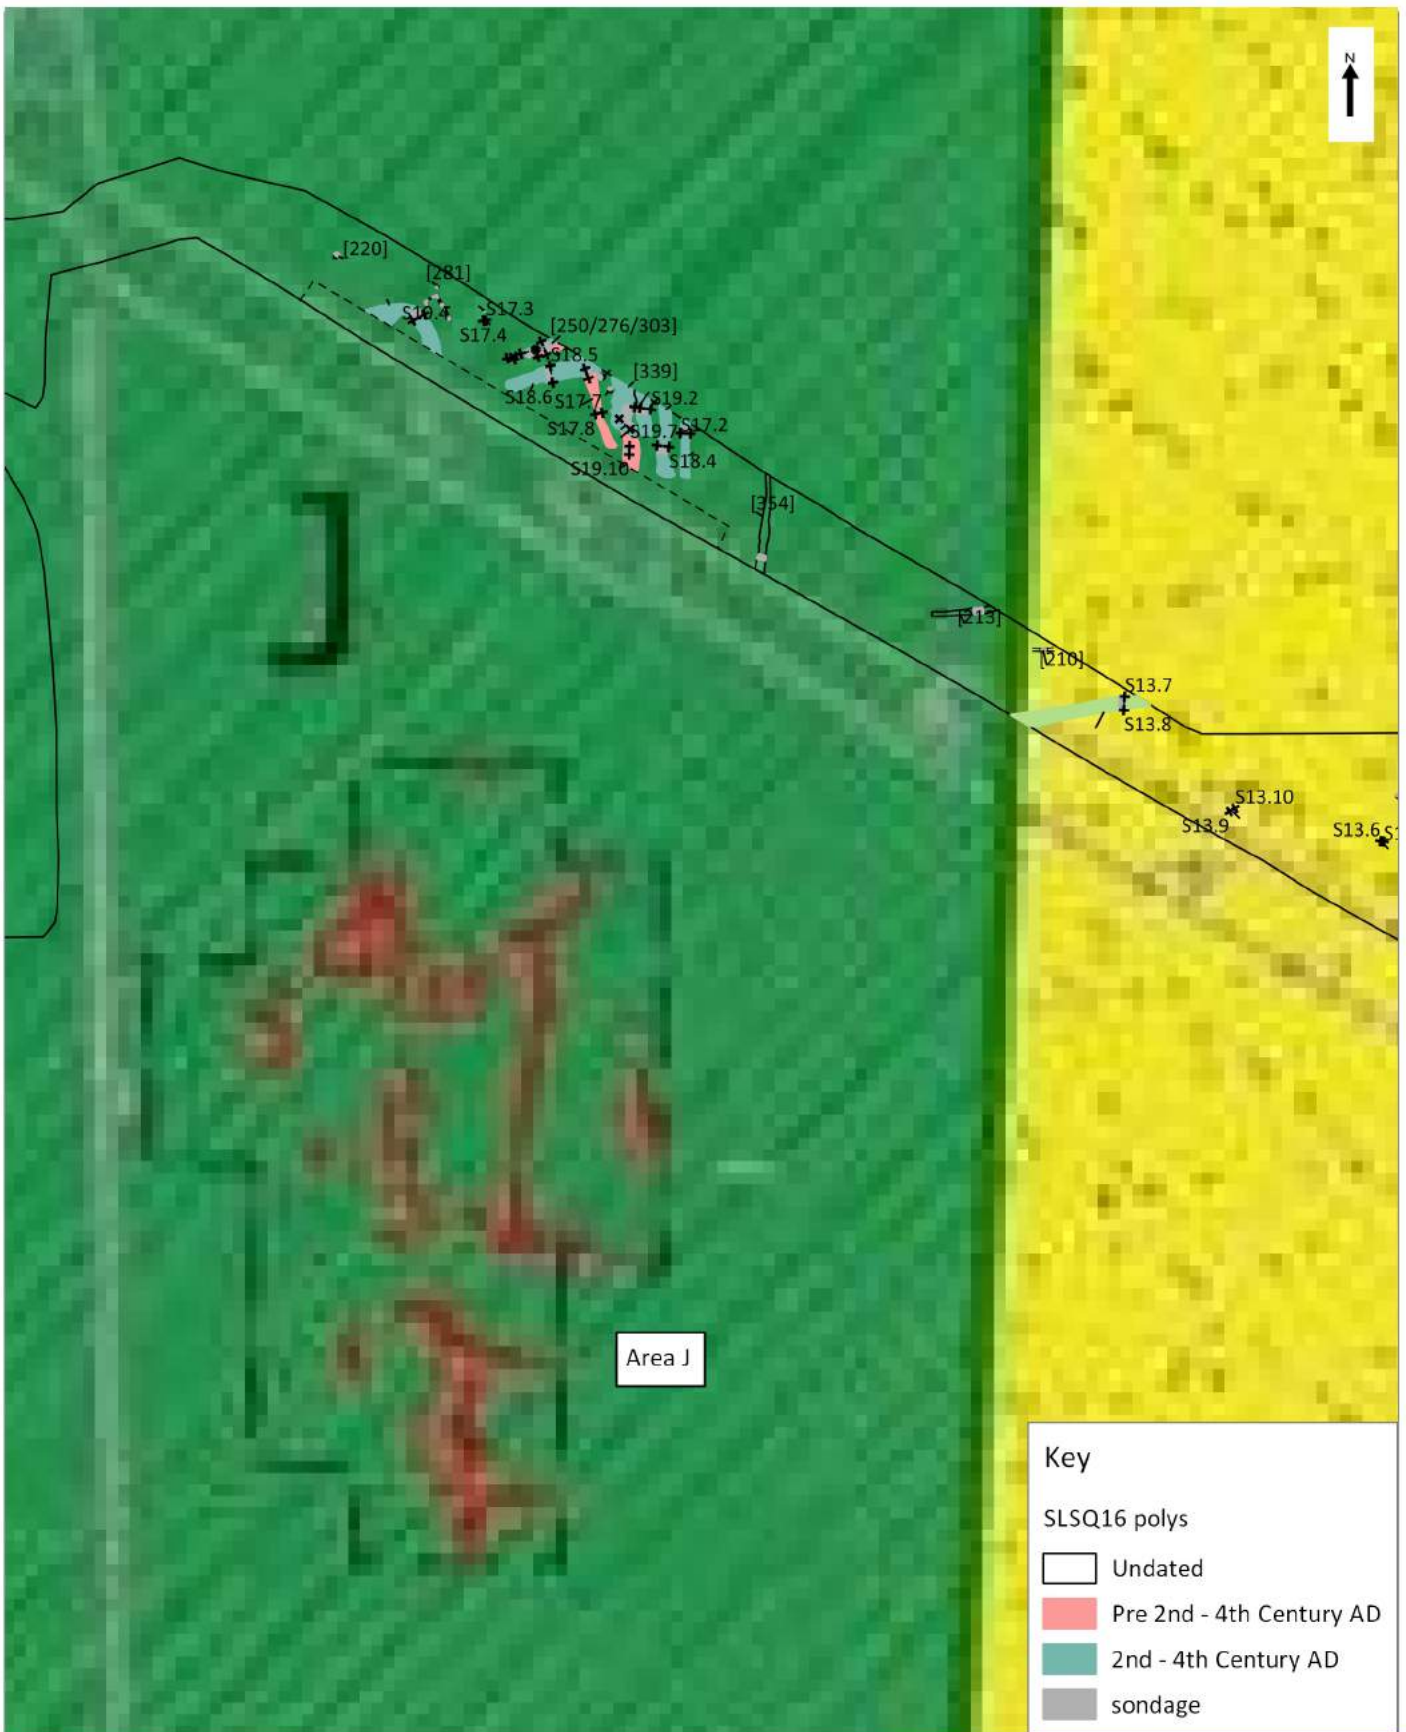 N
[220]
[281]
S17.3
S17.4
[250/276/303]
S18.5
[339]
S18.6
S17.7
S19.2
S17.8
S19.7
S17.2
S18.4
S19.10
[354]
[213]
[210]
S13.7
S13.8
S13.10
S13.9
S13.6
Area J
Key
SLSQ16 polys
Undated
Pre 2nd - 4th Century AD
2nd - 4th Century AD
sondage